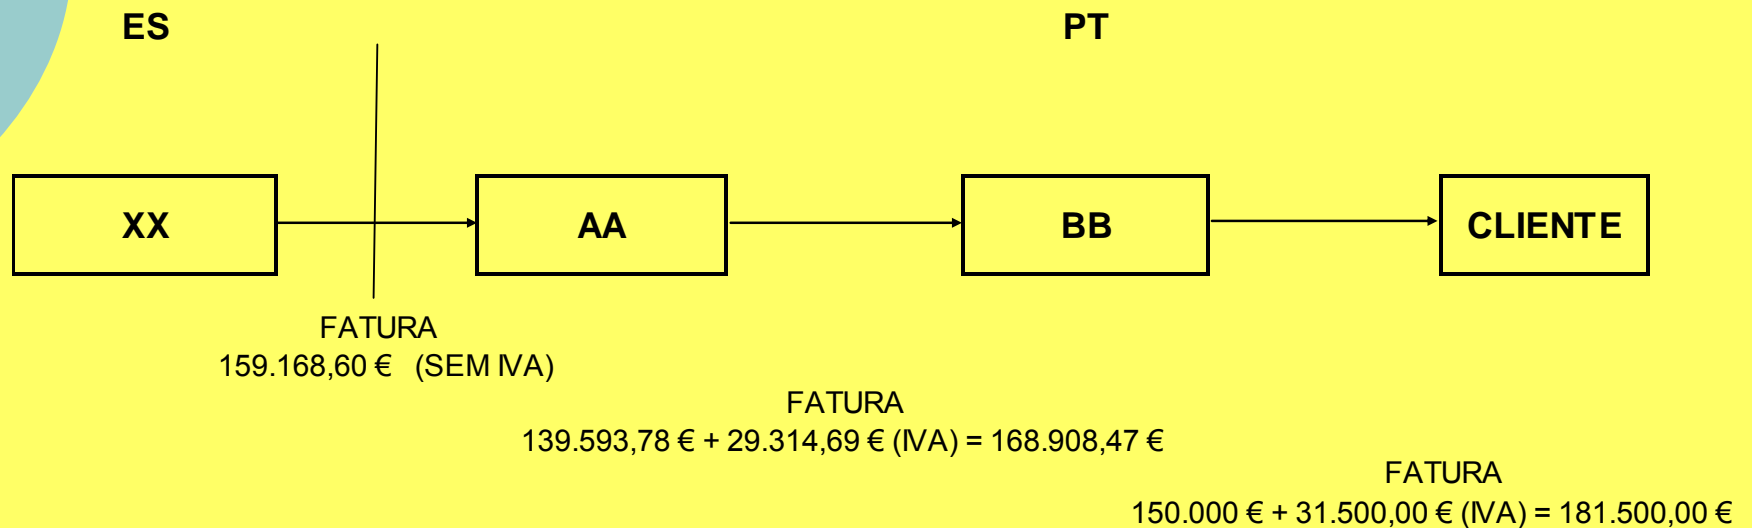 ES
PT
XX
AA
BB
CLIENTE
FATURA
159.168,60 € (SEM IVA)
FATURA
139.593,78 € + 29.314,69 € (IVA) = 168.908,47 €
FATURA
150.000 € + 31.500,00 € (IVA) = 181.500,00 €